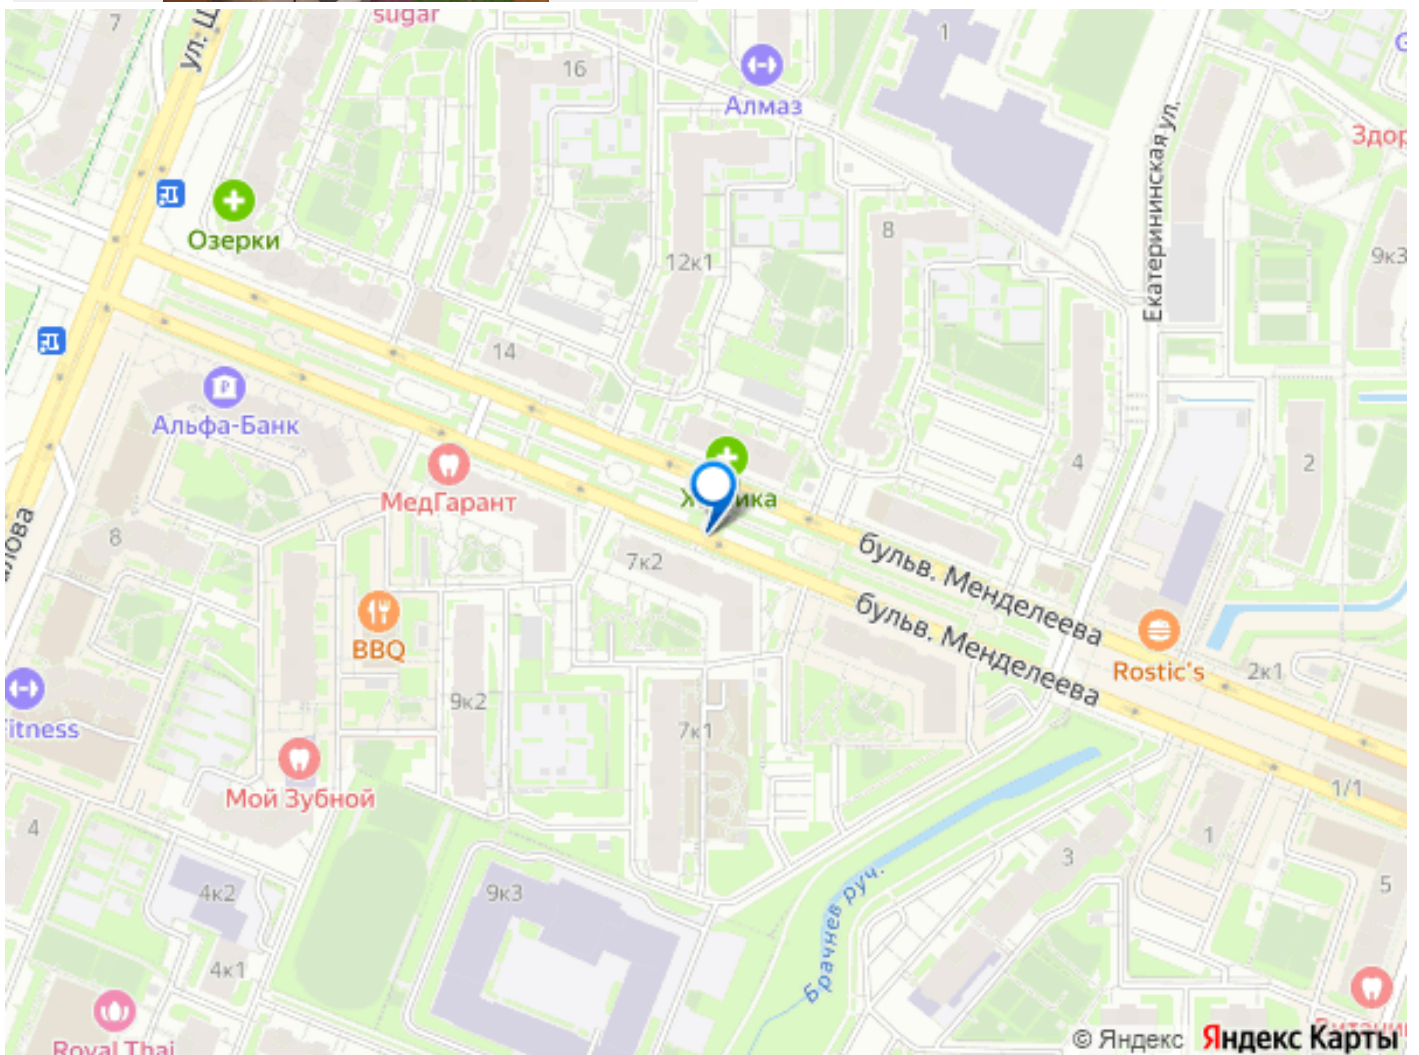 sugar
7
ул. Ш
16
Алмаз
1
Екатерининская ул.
Здор
Озерки
12к1
8
9к3
14
Альфа-Банк
МедГарант
4
2
8
7к2
бульв. Менделеева
бульв. Менделеева
BBQ
Rostic's
2к1
itness
9к2
7к1
Мой Зубной
1/1
4
1
3
4к2
9к3
5
Брачнев руч.
4к1
Royal Thai
© Яндекс Яндекс Карты